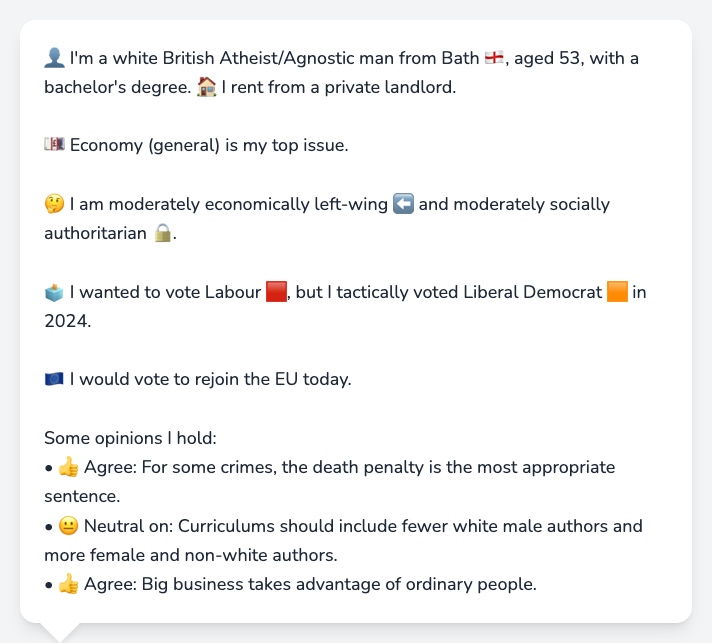 👤 I'm a white British Atheist/Agnostic man from Bath 🏴󠁧󠁢󠁥󠁮󠁧󠁿, aged 53, with a
bachelor's degree. 🏠 I rent from a private landlord.
💷 Economy (general) is my top issue.
🤔 I am moderately economically left-wing ⬅️ and moderately socially
authoritarian 🔒.
🗳️ I wanted to vote Labour 🟥, but I tactically voted Liberal Democrat 🟧 in
2024.
🇪🇺 I would vote to rejoin the EU today.
Some opinions I hold:
• 👍 Agree: For some crimes, the death penalty is the most appropriate
sentence.
• 😐 Neutral on: Curriculums should include fewer white male authors and
more female and non-white authors.
• 👍 Agree: Big business takes advantage of ordinary people.